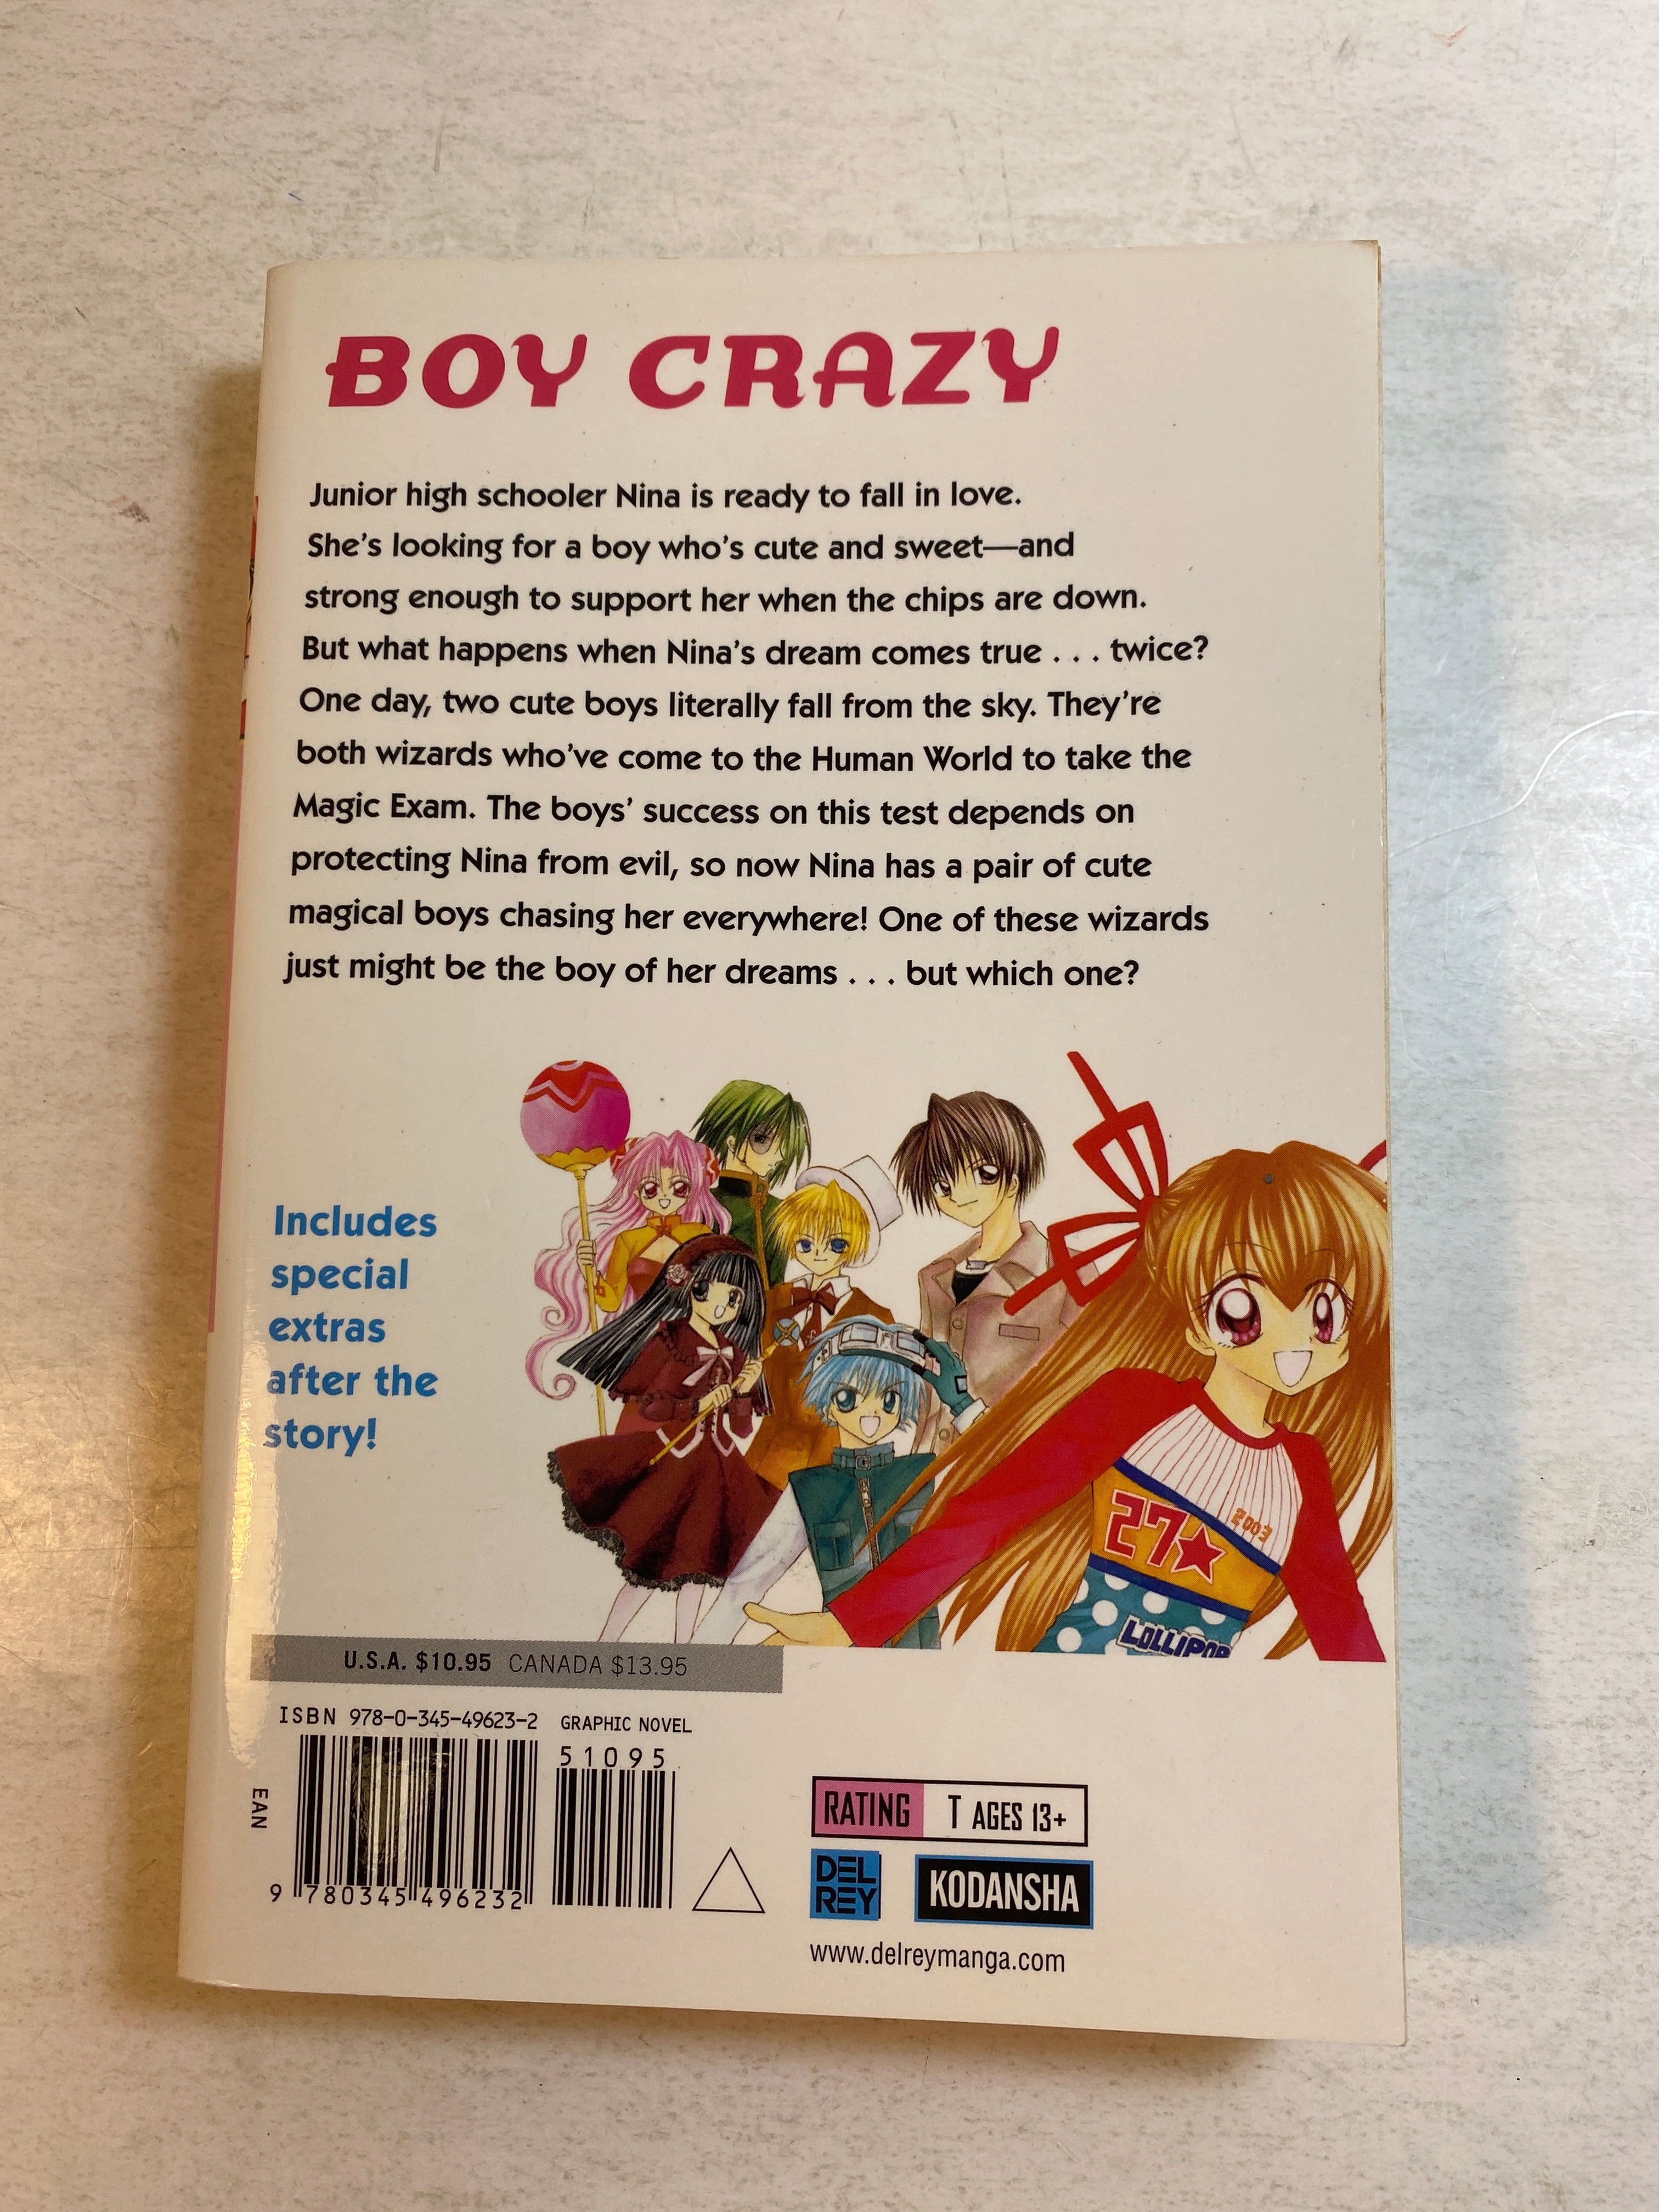 BOY CRAZY
Junior high schooler Nina is ready to fall in love.
She's looking for a boy who's cute and sweet—and
strong enough to support her when the chips are down.
But what happens when Nina's dream comes true . . . twice?
One day, two cute boys literally fall from the sky. They're
both wizards who've come to the Human World to take the
Magic Exam. The boys' success on this test depends on
protecting Nina from evil, so now Nina has a pair of cute
magical boys chasing her everywhere! One of these wizards
just might be the boy of her dreams . . . but which one?
Includes
special
extras
after the
story!
2003
27★
LOLLIPOP
U.S.A. $10.95 CANADA $13.95
ISBN 978-0-345-49623-2 GRAPHIC NOVEL
51095
EAN
9 780345 496232
RATING T AGES 13+
DEL
REY
KODANSHA
www.delreymanga.com